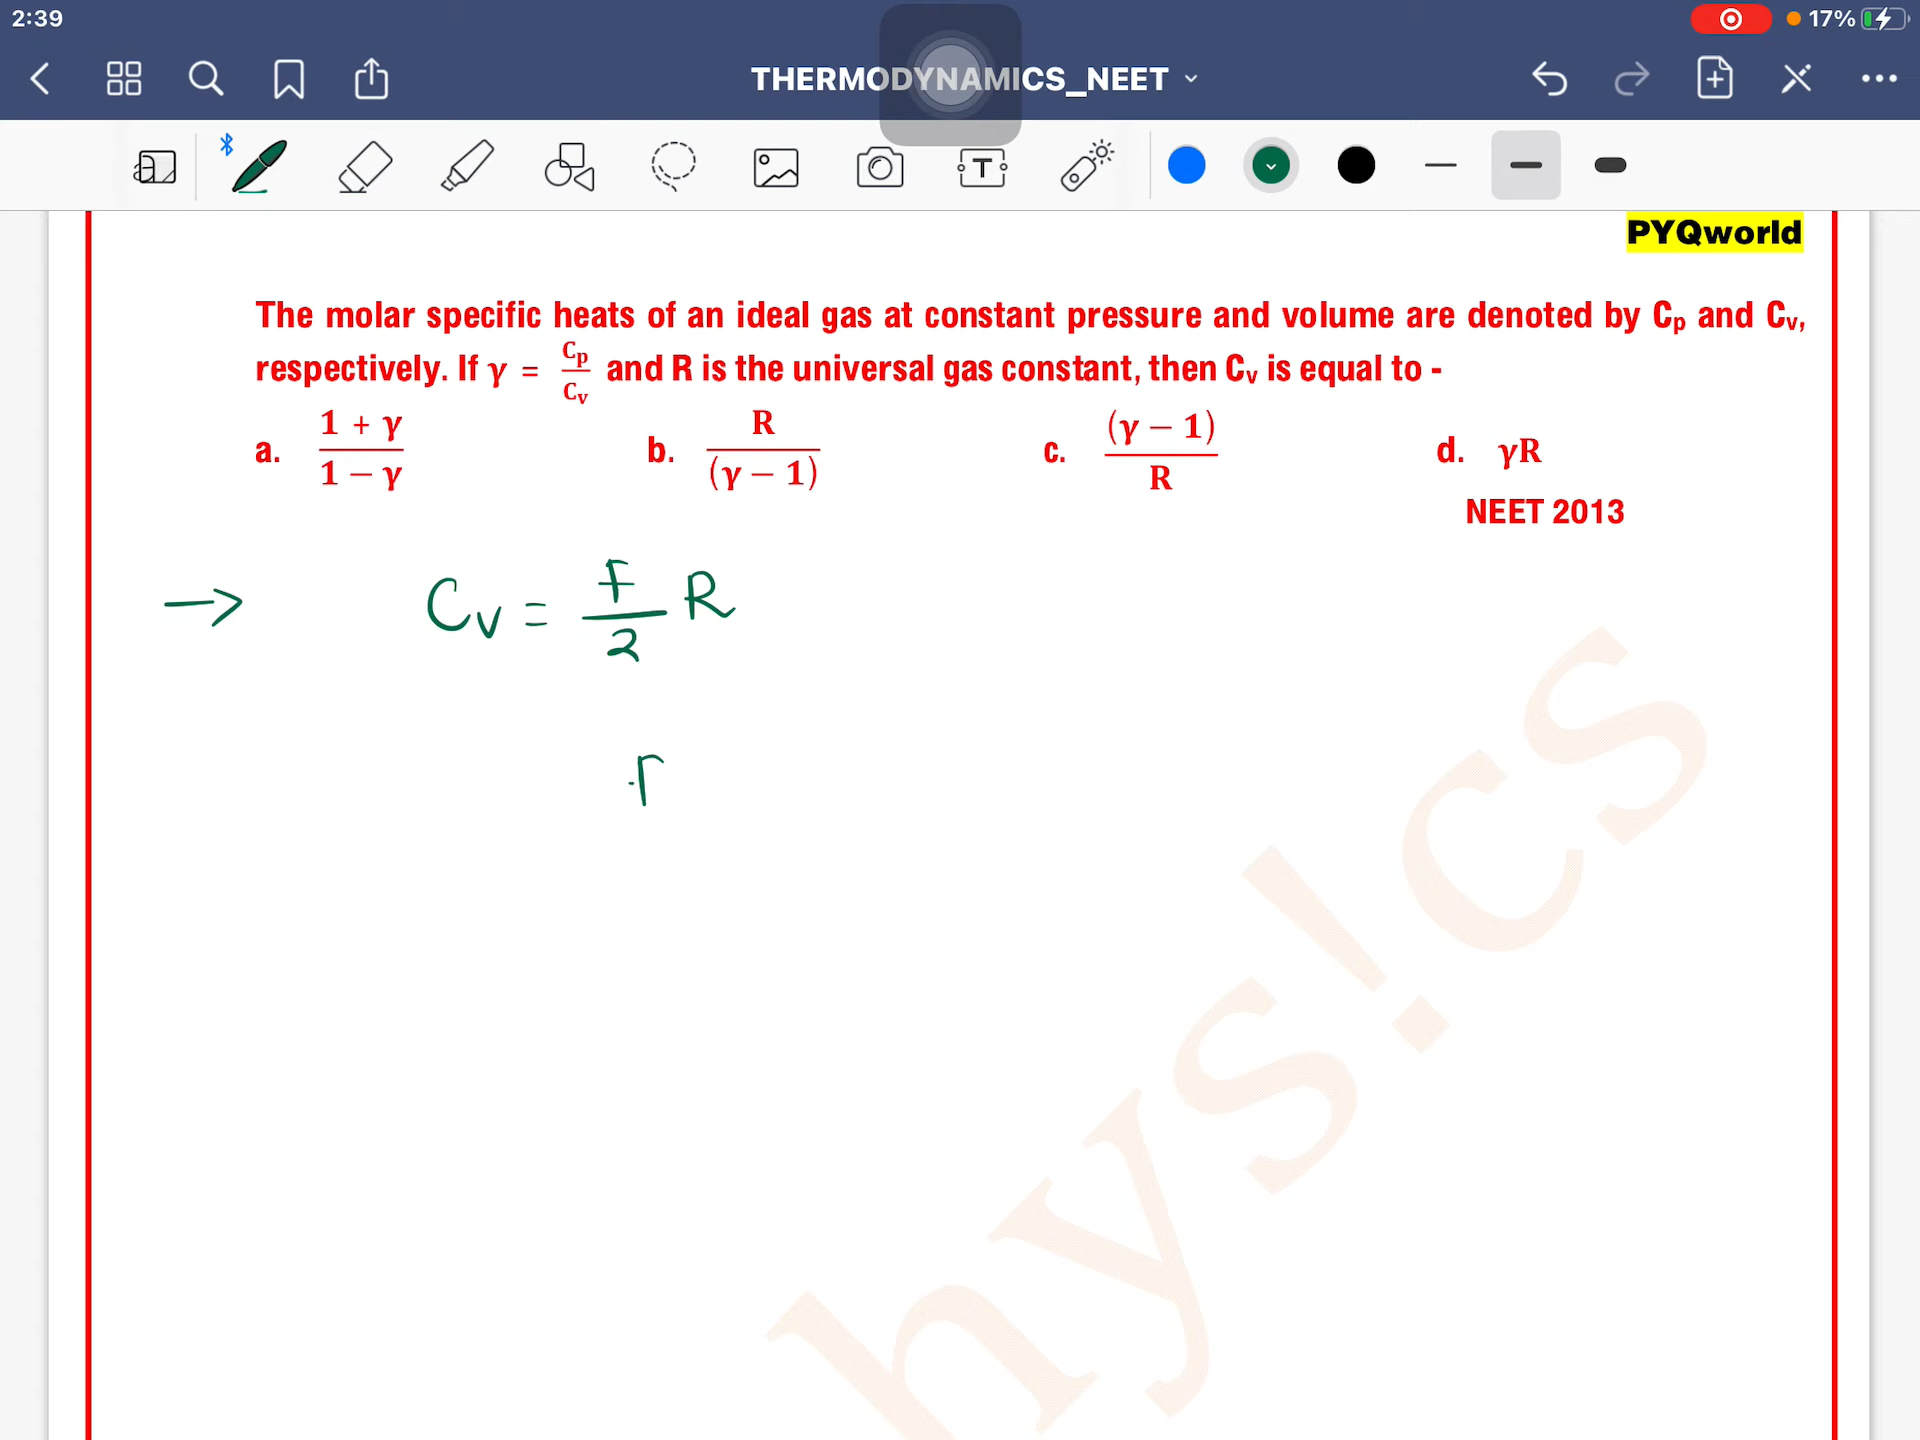 2:39
17%
THERMODYNAMICS_NEET
PYQworld
The molar specific heats of an ideal gas at constant pressure and volume are denoted by Cp and Cv,
respectively. If γ = Cp/Cv and R is the universal gas constant, then Cv is equal to -
a. 1 + γ / 1 − γ b. R / (γ − 1) c. (γ − 1) / R d. γR
NEET 2013
→ Cv = F/2 R
hys!cs